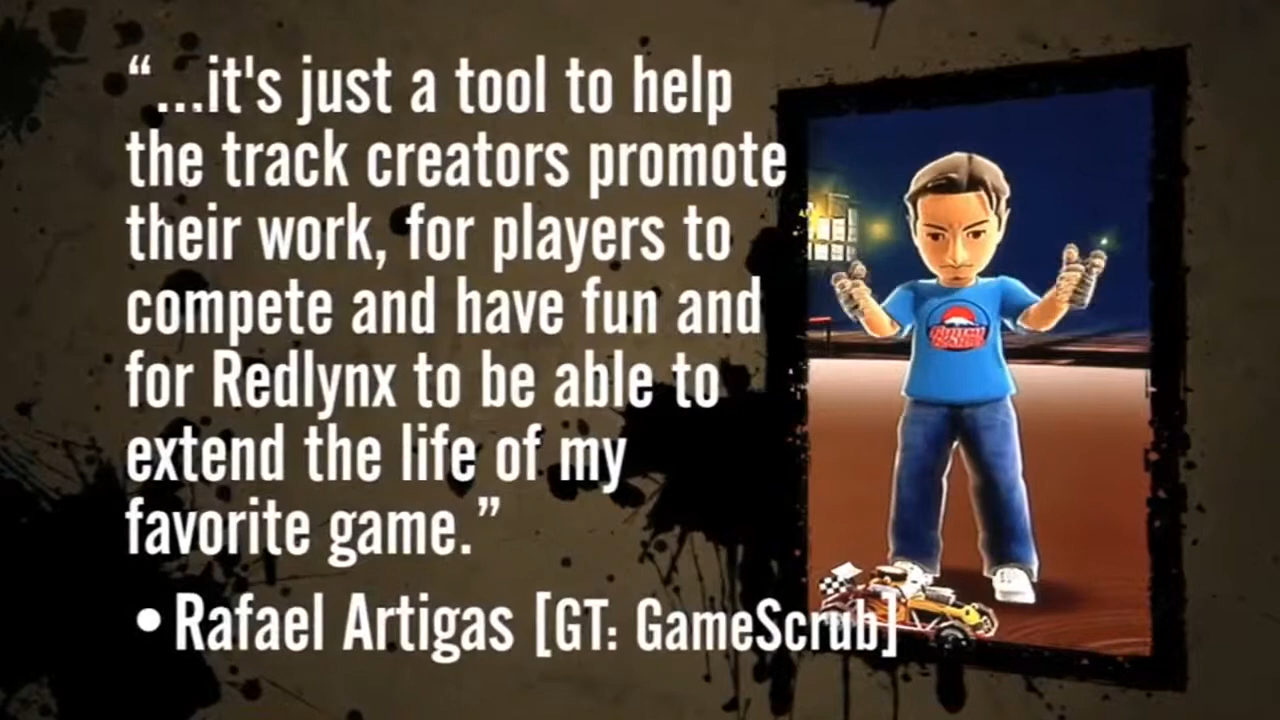 “ ...it's just a tool to help
the track creators promote
their work, for players to
compete and have fun and
for Redlynx to be able to
extend the life of my
favorite game. ”
• Rafael Artigas [GT: GameScrub]